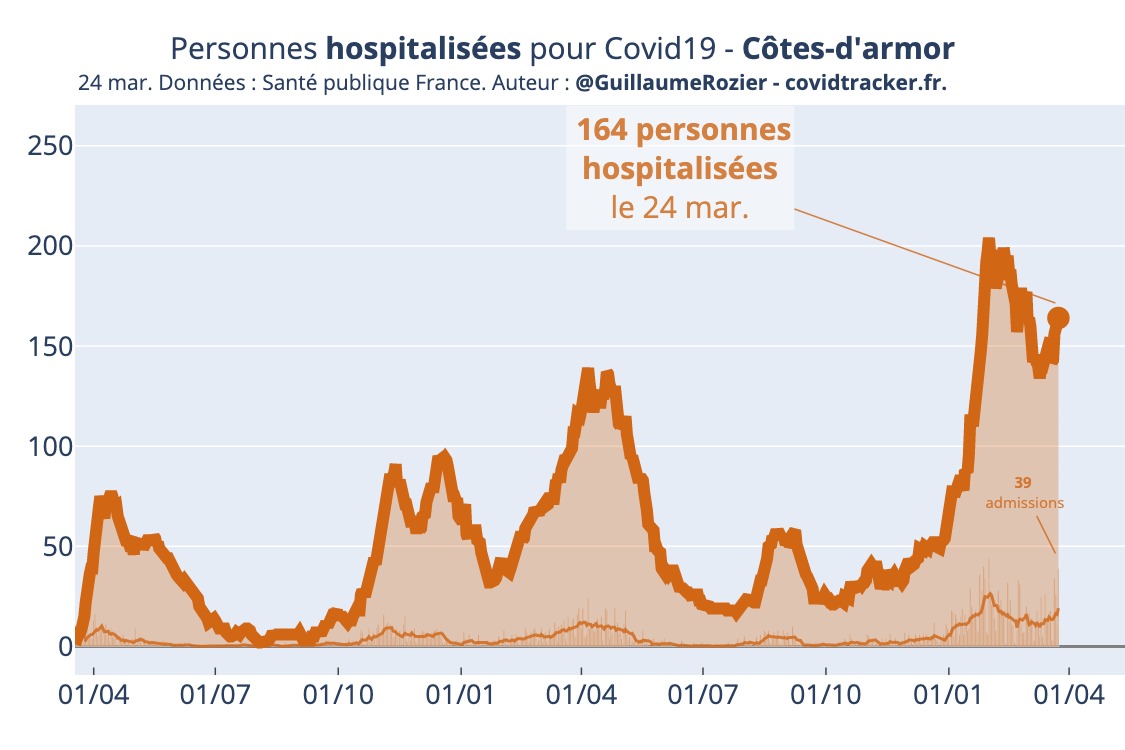 Personnes hospitalisées pour Covid19 - Côtes-d'armor
24 mar. Données : Santé publique France. Auteur : @GuillaumeRozier - covidtracker.fr.
164 personnes
hospitalisées
le 24 mar.
250
200
150
100
50
0
39
admissions
01/04
01/07
01/10
01/01
01/04
01/07
01/10
01/01
01/04